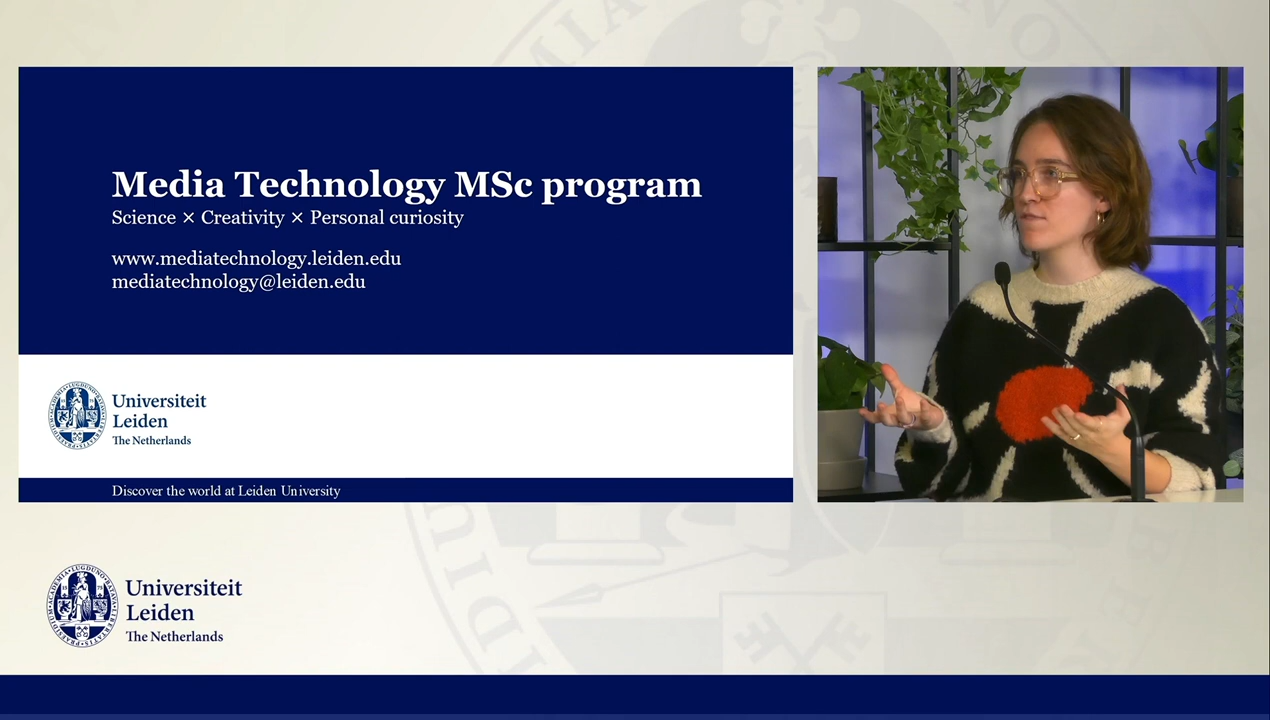 Media Technology MSc program
Science × Creativity × Personal curiosity
www.mediatechnology.leiden.edu
mediatechnology@leiden.edu
Universiteit
Leiden
The Netherlands
Discover the world at Leiden University
Universiteit
Leiden
The Netherlands